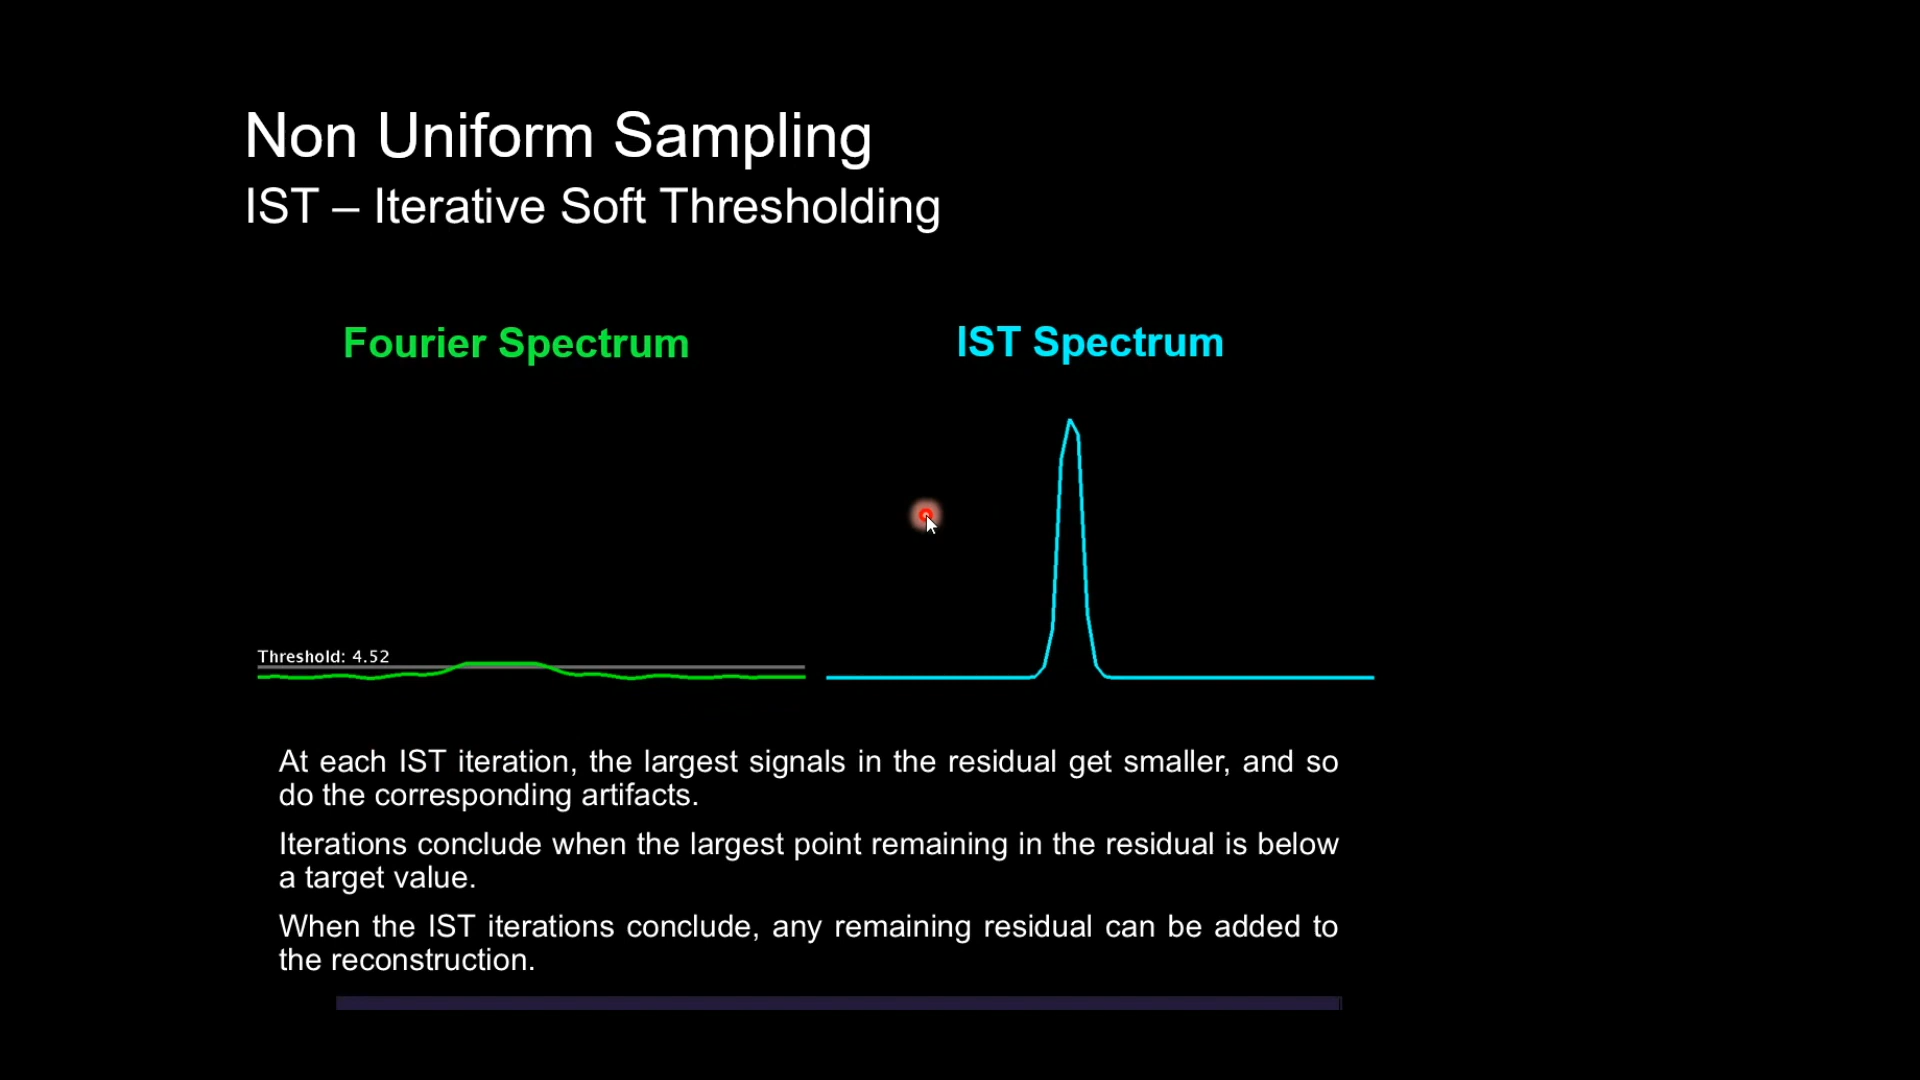 Non Uniform Sampling
IST – Iterative Soft Thresholding
Fourier Spectrum
IST Spectrum
Threshold: 4.52
At each IST iteration, the largest signals in the residual get smaller, and so
do the corresponding artifacts.
Iterations conclude when the largest point remaining in the residual is below
a target value.
When the IST iterations conclude, any remaining residual can be added to
the reconstruction.